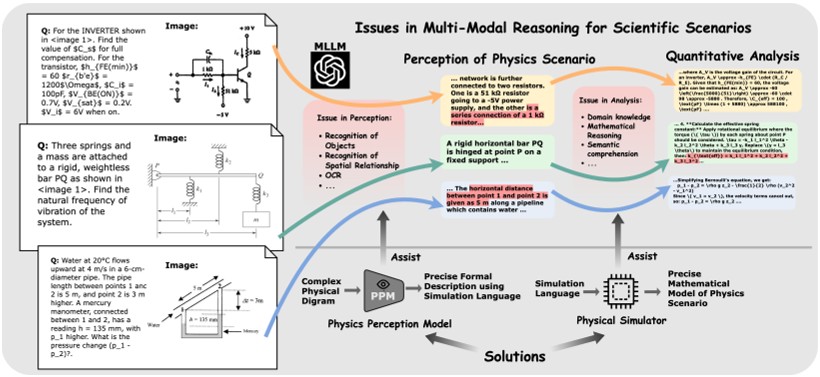 Issues in Multi-Modal Reasoning for Scientific Scenarios
Q: For the INVERTER shown
in <image 1>. Find the
value of $C_s$ for full
compensation. For the
transistor, $h_{FE(min)}$
= 60 $r_{b'e}$ =
1200$\Omega$, $C_i$ =
100pF, $V_{BE(ON)}$ =
0.7V, $V_{sat}$ = 0.2V.
$V_i$ = 6V when on.
Image:
Q: Three springs and
a mass are attached
to a rigid, weightless
bar PQ as shown in
<image 1>. Find the
natural frequency of
vibration of the
system.
Image:
P
Q
m
Q: Water at 20°C flows
upward at 4 m/s in a 6-cm-
diameter pipe. The pipe
length between points 1 anc
2 is 5 m, and point 2 is 3 m
higher. A mercury
manometer, connected
between 1 and 2, has a
reading h = 135 mm, with
p_1 higher. What is the
pressure change (p_1 -
p_2)?.
Image:
5 m
h = 135 mm
Water
Mercury
MLLM
Issue in Perception:
• Recognition of
Objects
• Recognition of
Spatial Relationship
• OCR
• ...
Perception of Physics Scenario
... network is further
connected to two resistors.
One is a 51 kΩ resistor
going to a -5V power
supply, and the other is a
series connection of a 1 kΩ
resistor...
A rigid horizontal bar PQ
is hinged at point P on a
fixed support ...
... The horizontal distance
between point 1 and point 2 is
given as 5 m along a pipeline
which contains water ...
Issue in Analysis:
• Domain knowledge
• Mathematical
Reasoning
• Semantic
comprehension
• ...
Quantitative Analysis
Assist
Assist
Complex
Physical
Digram
PPM
Precise Formal
Description using
Simulation Language
Physics Perception Model
Simulation
Language
Precise
Mathematical
Model of Physics
Scenario
Physical Simulator
Solutions